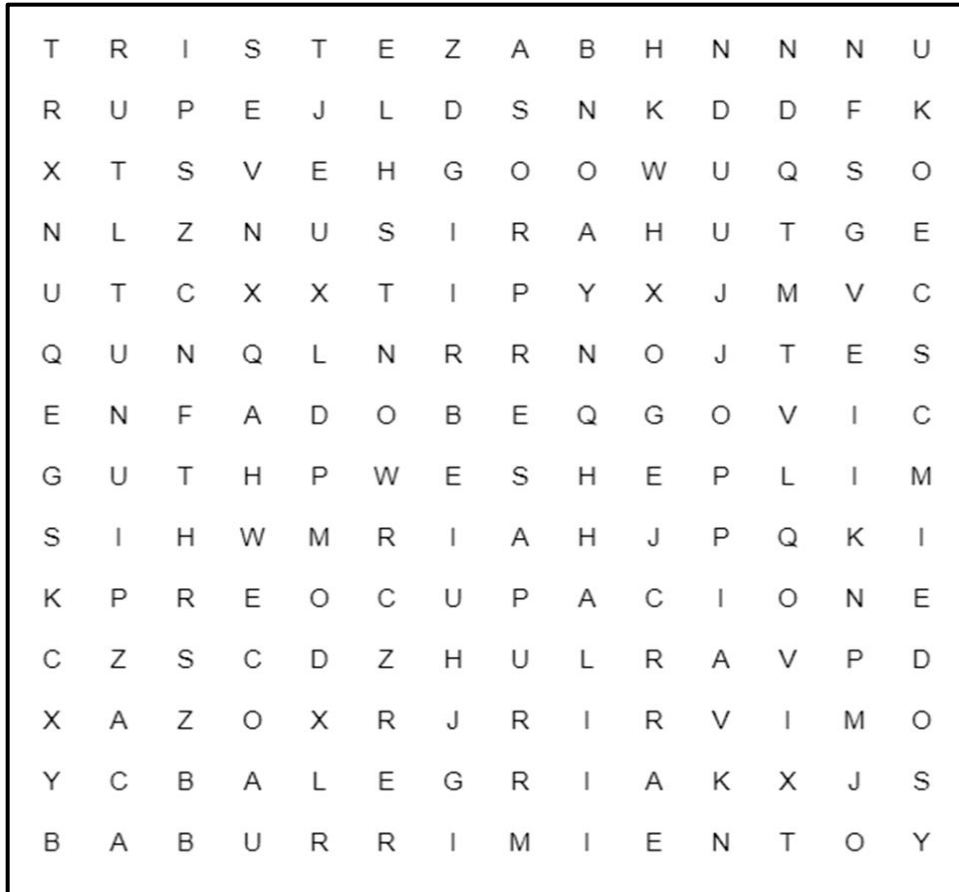 T R I S T E Z A B H N N N U
R U P E J L D S N K D D F K
X T S V E H G O O W U Q S O
N L Z N U S I R A H U T G E
U T C X X T I P Y X J M V C
Q U N Q L N R R N O J T E S
E N F A D O B E Q G O V I C
G U T H P W E S H E P L I M
S I H W M R I A H J P Q K I
K P R E O C U P A C I O N E
C Z S C D Z H U L R A V P D
X A Z O X R J R I R V I M O
Y C B A L E G R I A K X J S
B A B U R R I M I E N T O Y